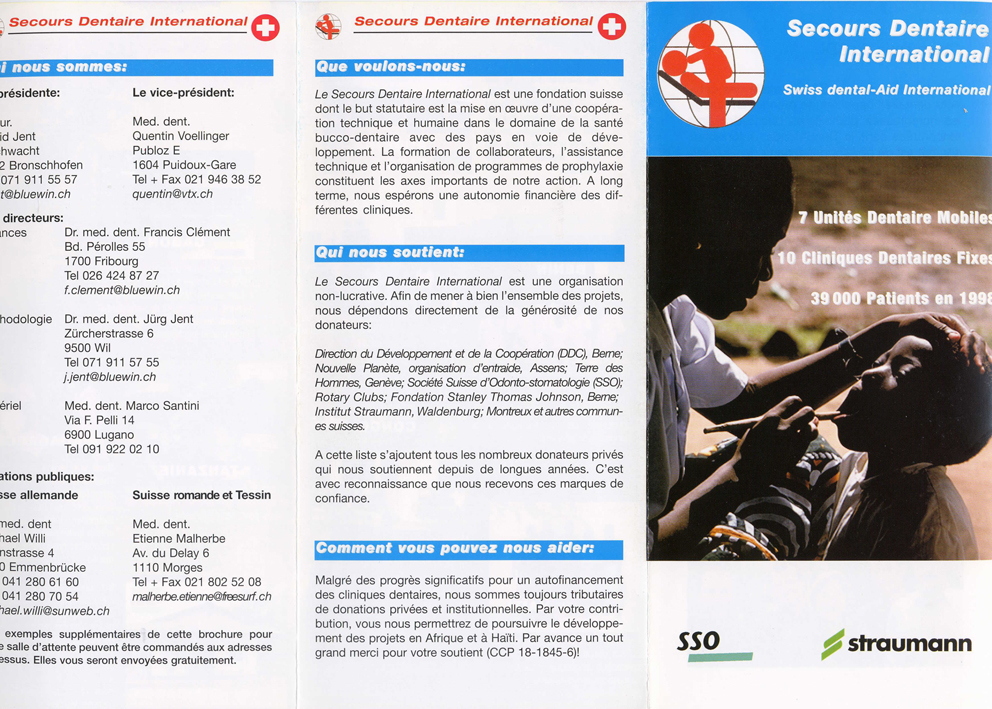 Secours Dentaire International
i nous sommes:
présidente:
Le vice-président:
ur.
id Jent
hwacht
2 Bronschhofen
071 911 55 57
t@bluewin.ch
Med. dent.
Quentin Voellinger
Publoz E
1604 Puidoux-Gare
Tel + Fax 021 946 38 52
quentin@vtx.ch
directeurs:
ances
Dr. med. dent. Francis Clément
Bd. Pérolles 55
1700 Fribourg
Tel 026 424 87 27
f.clement@bluewin.ch
hodologie
Dr. med. dent. Jürg Jent
Zürcherstrasse 6
9500 Wil
Tel 071 911 57 55
j.jent@bluewin.ch
ériel
Med. dent. Marco Santini
Via F. Pelli 14
6900 Lugano
Tel 091 922 02 10
ations publiques:
sse allemande
Suisse romande et Tessin
med. dent
hael Willi
nstrasse 4
0 Emmenbrücke
041 280 61 60
041 280 70 54
hael.willi@sunweb.ch
Med. dent.
Etienne Malherbe
Av. du Delay 6
1110 Morges
Tel + Fax 021 802 52 08
malherbe.etienne@freesurf.ch
exemples supplémentaires de cette brochure pour
e salle d'attente peuvent être commandés aux adresses
essus. Elles vous seront envoyées gratuitement.
Secours Dentaire International
Que voulons-nous:
Le Secours Dentaire International est une fondation suisse
dont le but statutaire est la mise en œuvre d'une coopéra-
tion technique et humaine dans le domaine de la santé
bucco-dentaire avec des pays en voie de déve-
loppement. La formation de collaborateurs, l'assistance
technique et l'organisation de programmes de prophylaxie
constituent les axes importants de notre action. A long
terme, nous espérons une autonomie financière des dif-
férentes cliniques.
Qui nous soutient:
Le Secours Dentaire International est une organisation
non-lucrative. Afin de mener à bien l'ensemble des projets,
nous dépendons directement de la générosité de nos
donateurs:
Direction du Développement et de la Coopération (DDC), Berne;
Nouvelle Planète, organisation d'entraide, Assens; Terre des
Hommes, Genève; Société Suisse d'Odonto-stomatologie (SSO);
Rotary Clubs; Fondation Stanley Thomas Johnson, Berne;
Institut Straumann, Waldenburg; Montreux et autres commun-
es suisses.
A cette liste s'ajoutent tous les nombreux donateurs privés
qui nous soutiennent depuis de longues années. C'est
avec reconnaissance que nous recevons ces marques de
confiance.
Comment vous pouvez nous aider:
Malgré des progrès significatifs pour un autofinancement
des cliniques dentaires, nous sommes toujours tributaires
de donations privées et institutionnelles. Par votre contri-
bution, vous nous permettrez de poursuivre le développe-
ment des projets en Afrique et à Haïti. Par avance un tout
grand merci pour votre soutient (CCP 18-1845-6)!
Secours Dentaire
International
Swiss dental-Aid International
7 Unités Dentaire Mobiles
10 Cliniques Dentaires Fixes
39 000 Patients en 1998
SSO
straumann